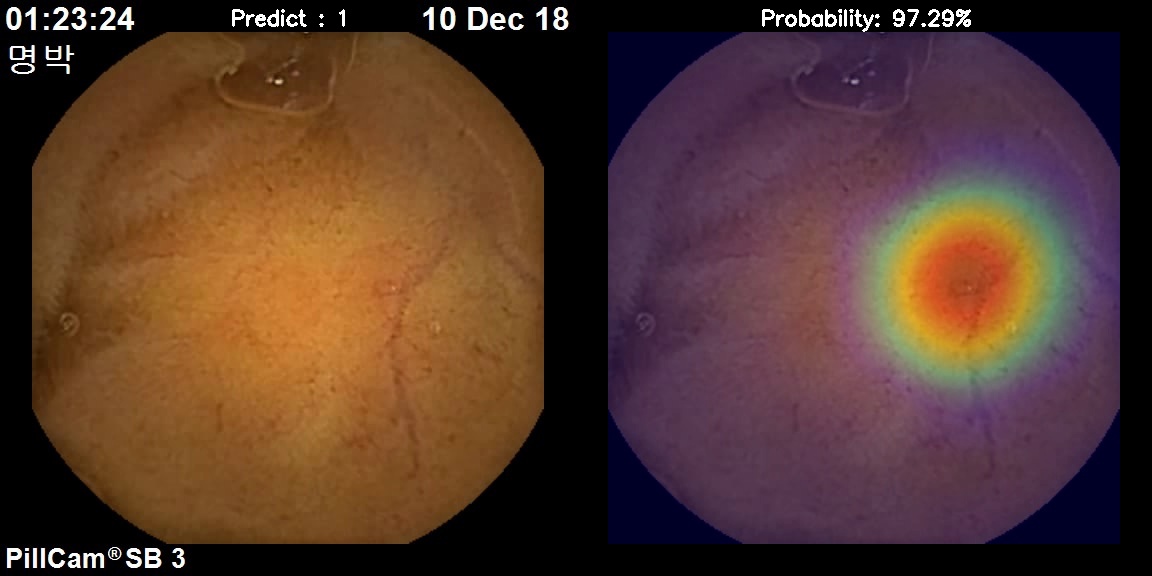 01:23:24
Predict : 1
10 Dec 18
Probability: 97.29%
명박
PillCam® SB 3